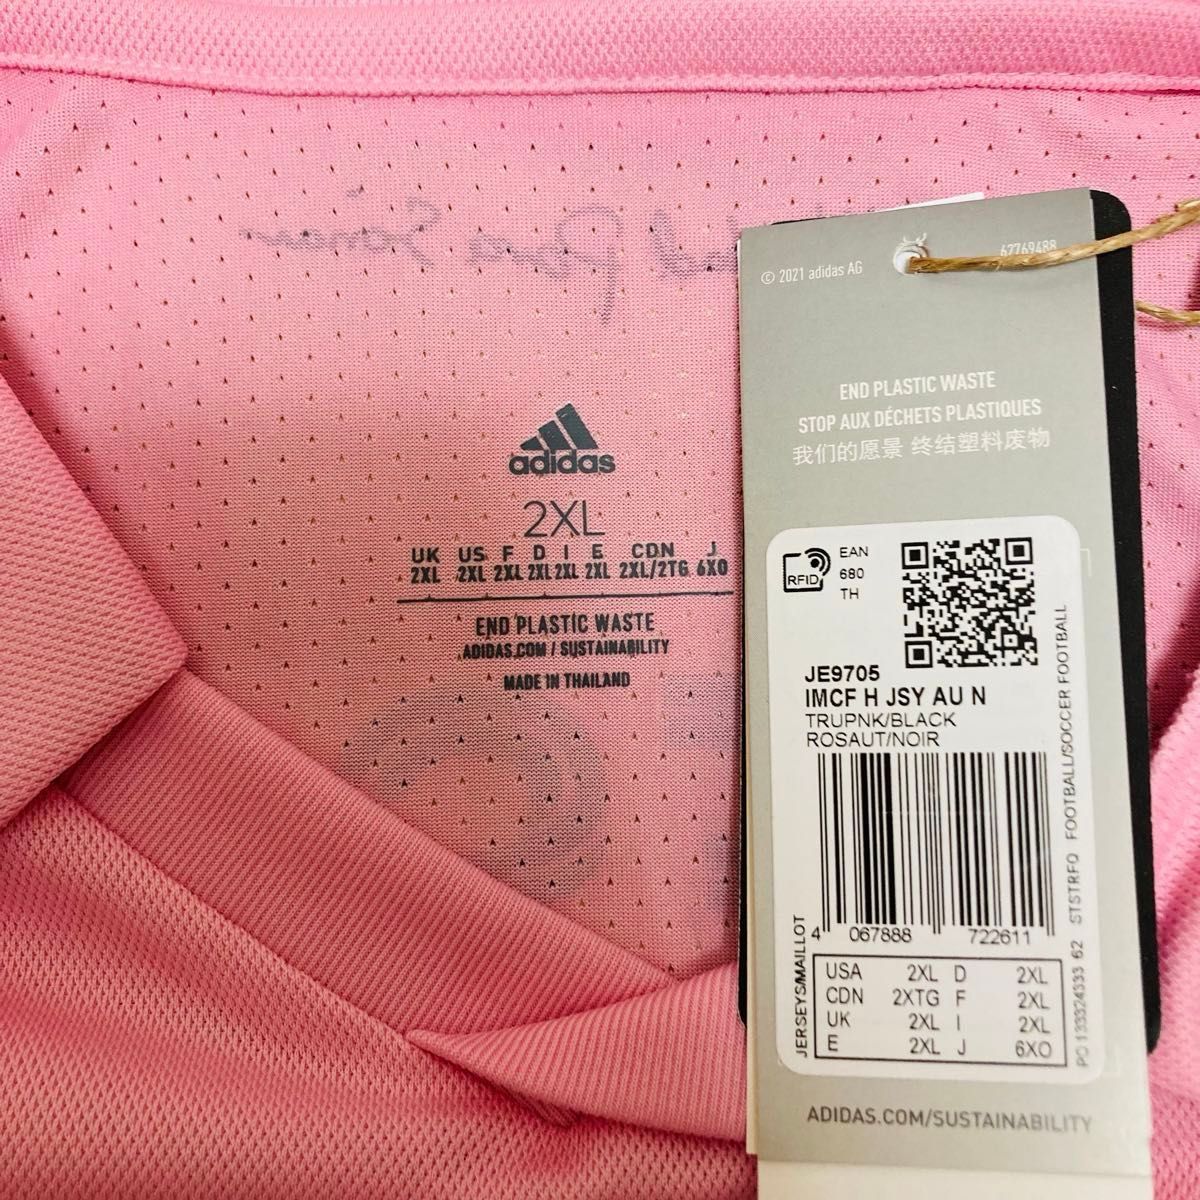 adidas
2XL
UK US F D I E CDN J
2XL 2XL 2XL 2XL 2XL 2XL 2XL/2TG 6XO
END PLASTIC WASTE
ADIDAS.COM / SUSTAINABILITY
MADE IN THAILAND
62769488
© 2021 adidas AG
END PLASTIC WASTE
STOP AUX DÉCHETS PLASTIQUES
我们的愿景 终结塑料废物
RFID
EAN
680
TH
JE9705
IMCF H JSY AU N
TRUPNK/BLACK
ROSAUT/NOIR
4 067888 722611
USA 2XL D 2XL
CDN 2XTG F 2XL
UK 2XL I 2XL
E 2XL J 6XO
JERSEYS/MAILLOT
PO 1333324333 62 STSTRFO FOOTBALL/SOCCER FOOTBALL
ADIDAS.COM/SUSTAINABILITY